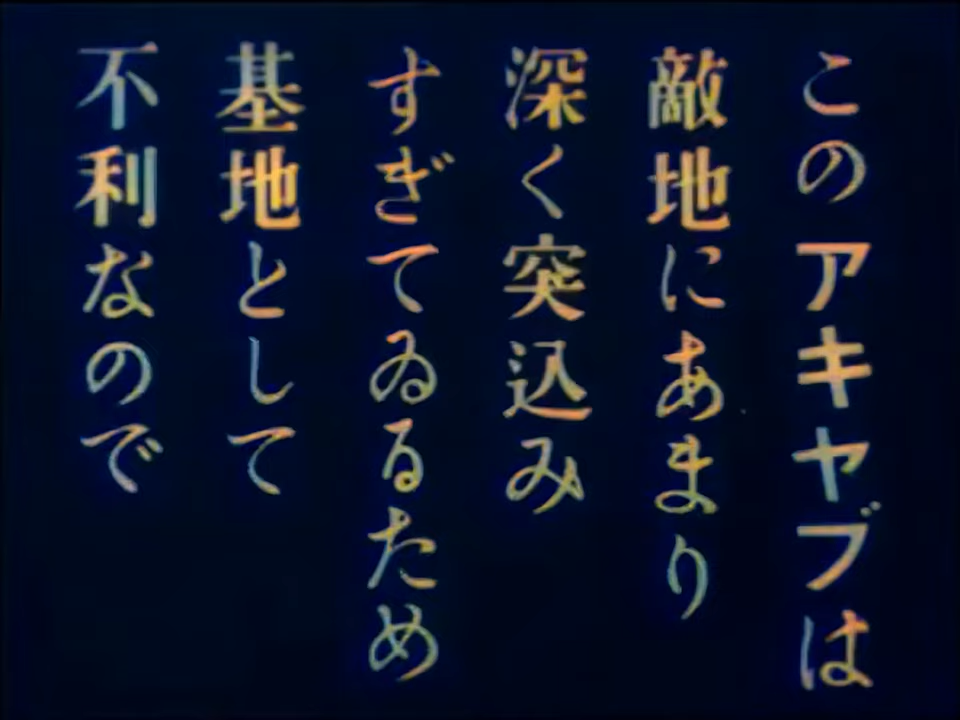 このアキャブは
敵地にあまり
深く突込み
すぎてゐるため
基地として
不利なので